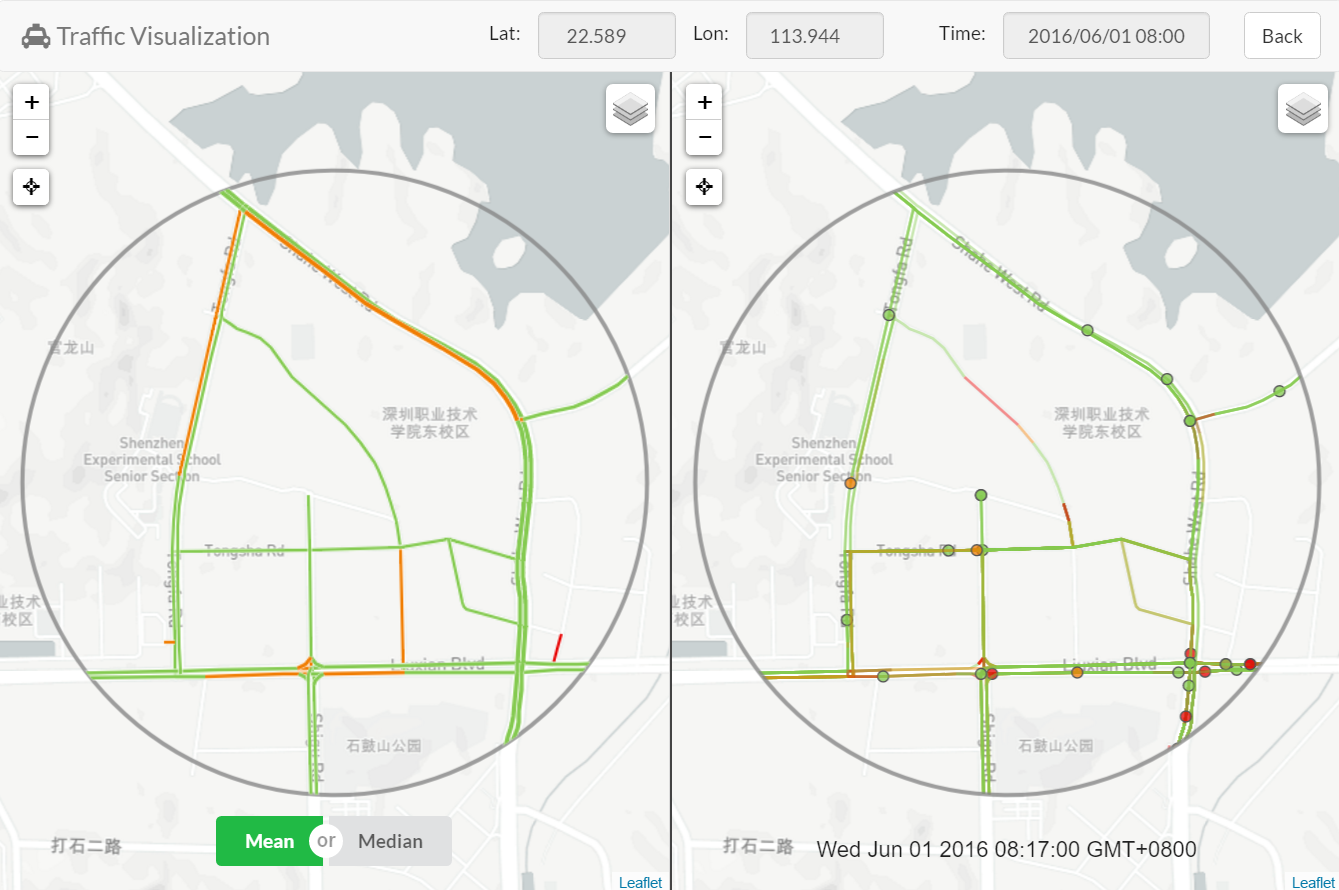 Traffic Visualization
Lat:
22.589
Lon:
113.944
Time:
2016/06/01 08:00
Back
+
−
Shahe West Rd
官龙山
深圳职业技术
学院东校区
Shenzhen
Experimental School
Senior Section
Tongsha Rd
Tongfa Rd
业技术
校区
Liuxian Blvd
石鼓山公园
打石二路
Mean
or
Median
Leaflet
+
−
Tongfa Rd
Shahe West Rd
官龙山
深圳职业技术
学院东校区
Shenzhen
Experimental School
Senior Section
Shahe West Rd
Tongsha Rd
Tongfa Rd
业技术
校区
Liuxian Blvd
石鼓山公园
打石二路
Wed Jun 01 2016 08:17:00 GMT+0800
Leaflet